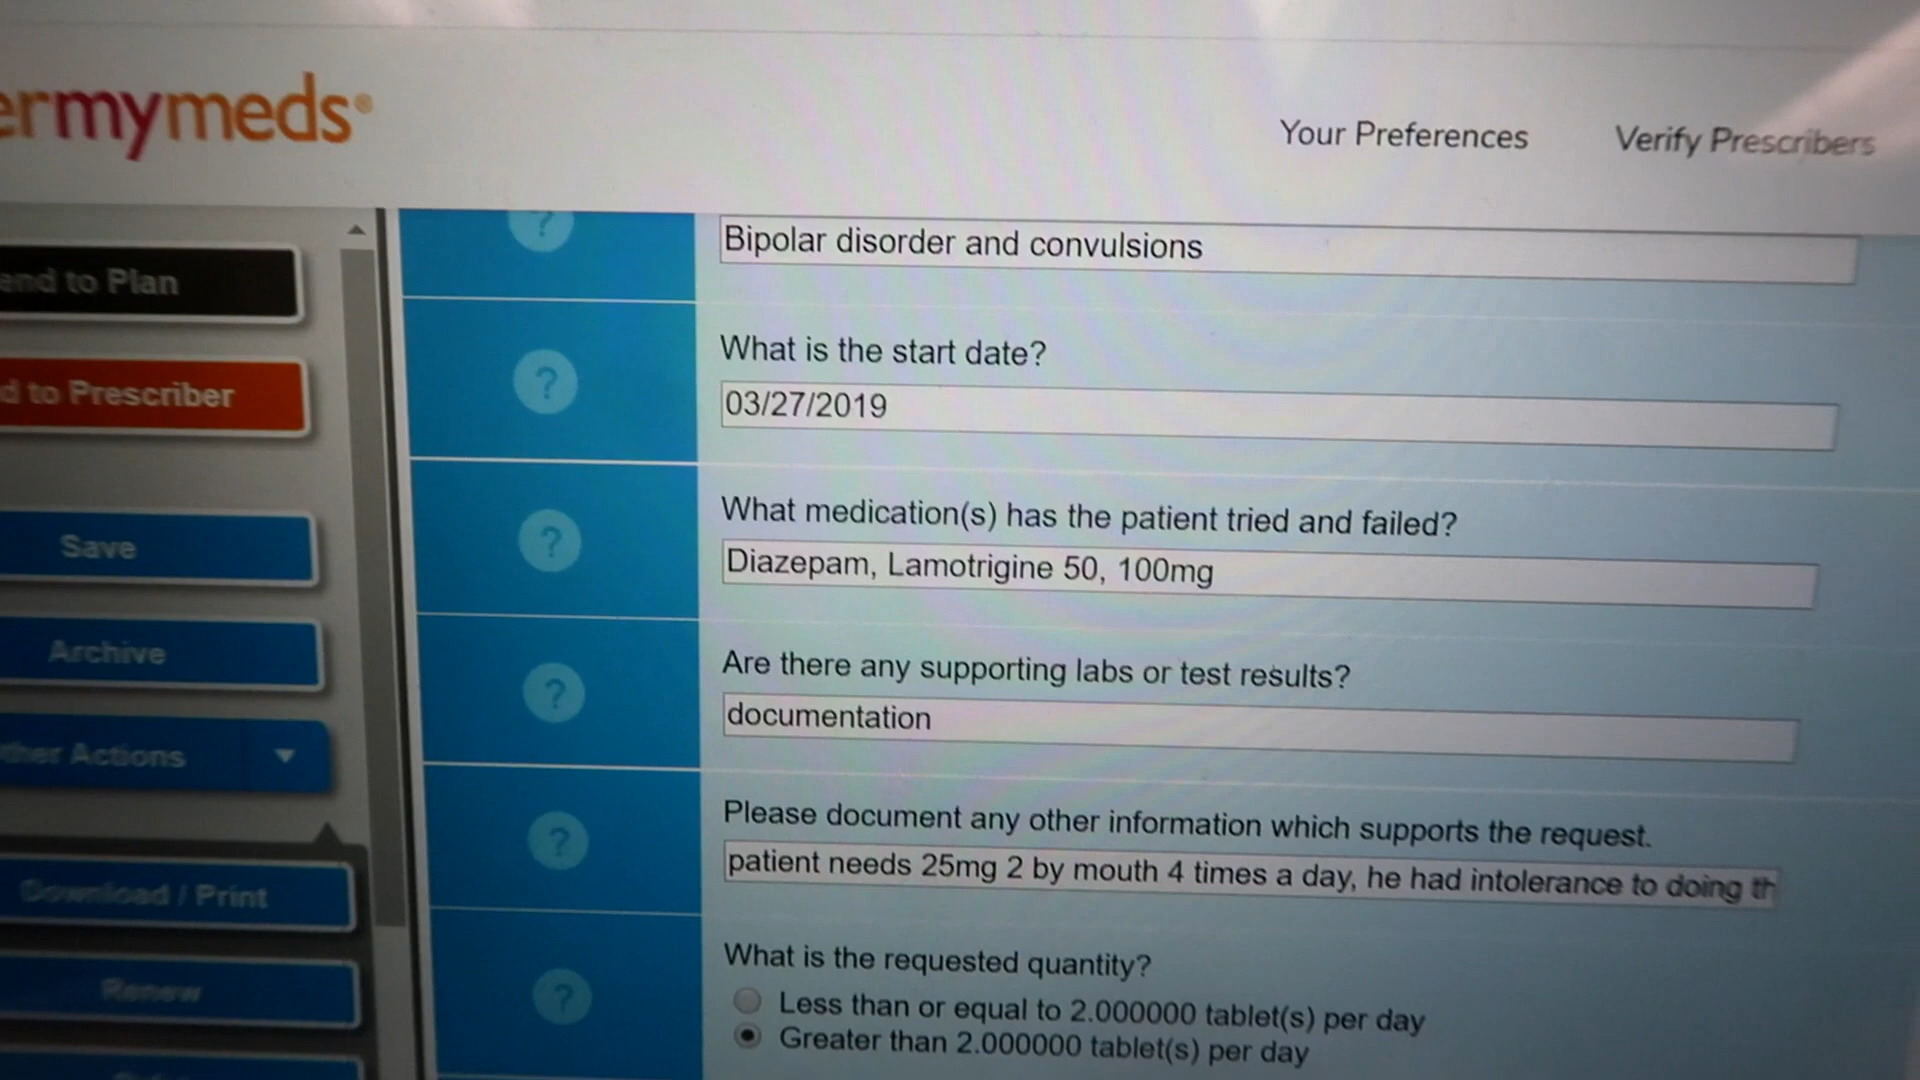 ermymeds®
Your Preferences
Verify Prescribers
end to Plan
d to Prescriber
Save
Archive
ther Actions
Download / Print
Renew
Bipolar disorder and convulsions
What is the start date?
03/27/2019
What medication(s) has the patient tried and failed?
Diazepam, Lamotrigine 50, 100mg
Are there any supporting labs or test results?
documentation
Please document any other information which supports the request.
patient needs 25mg 2 by mouth 4 times a day, he had intolerance to doing th
What is the requested quantity?
Less than or equal to 2.000000 tablet(s) per day
Greater than 2.000000 tablet(s) per day